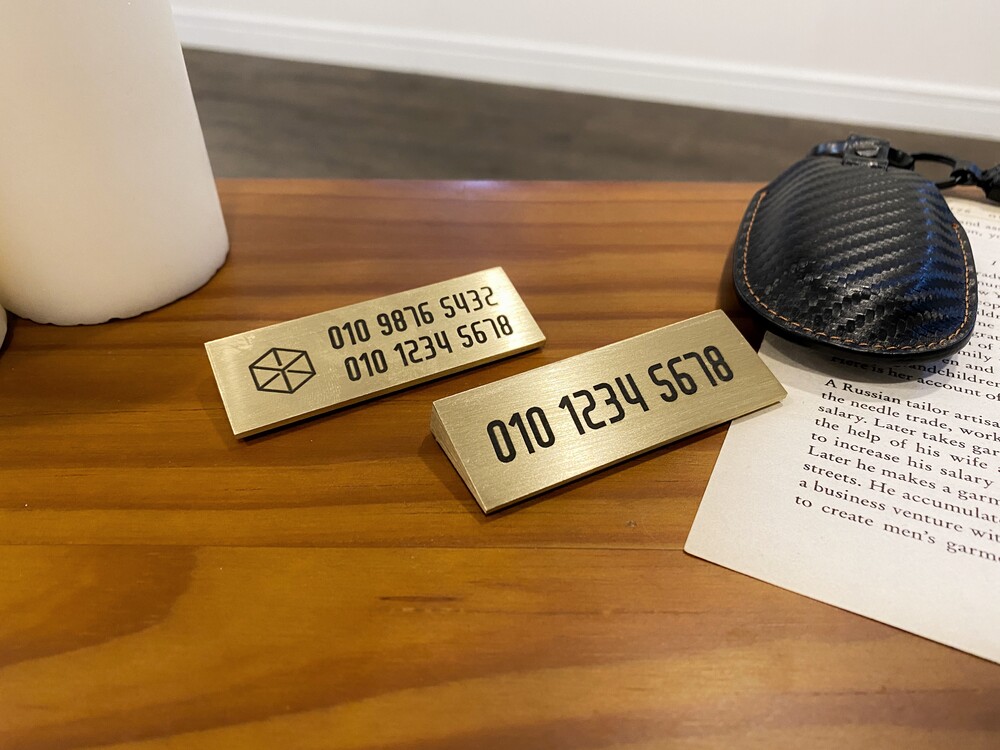 010 9876 5432
010 1234 5678
010 1234 5678
A Russian tailor artisa
the needle trade, work
salary. Later takes gar
the help of his wife
to increase his salary
Later he makes a garm
streets. He accumulat
a business venture wit
to create men's garme